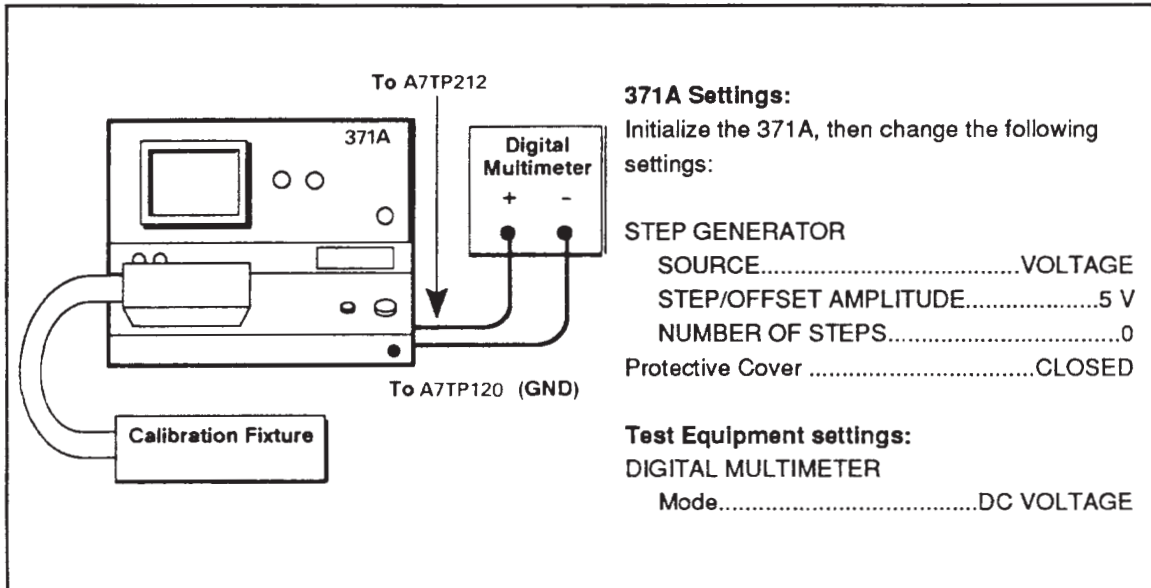 To A7TP212
371A
Digital
Multimeter
+ -
To A7TP120 (GND)
Calibration Fixture
371A Settings:
Initialize the 371A, then change the following
settings:
STEP GENERATOR
SOURCE.....................................VOLTAGE
STEP/OFFSET AMPLITUDE...................5 V
NUMBER OF STEPS................................0
Protective Cover .................................CLOSED
Test Equipment settings:
DIGITAL MULTIMETER
Mode.....................................DC VOLTAGE